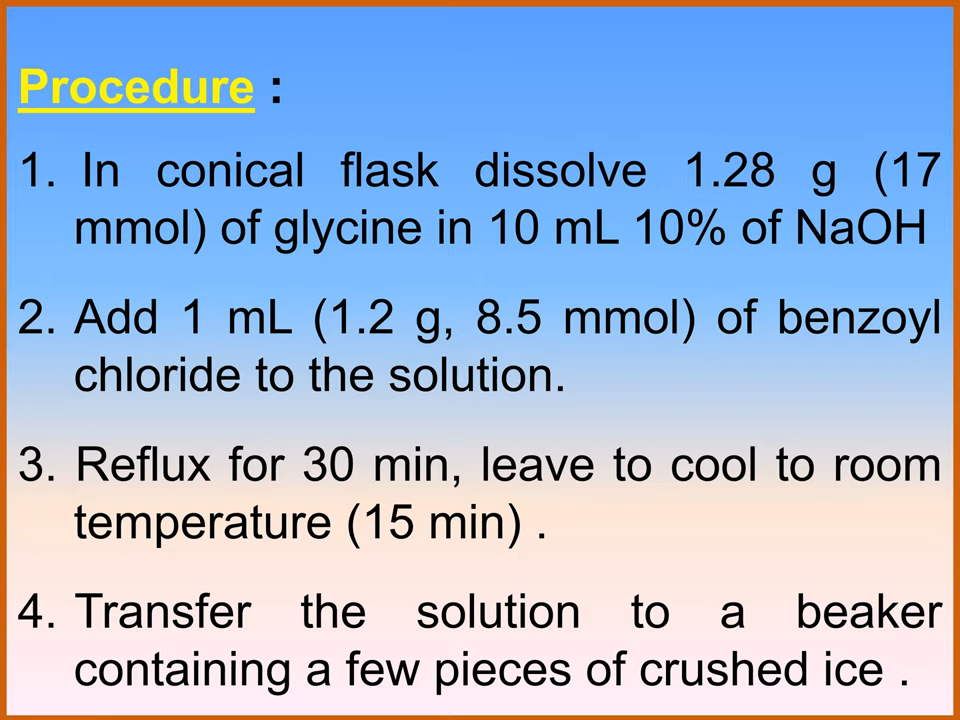 Procedure :
1. In conical flask dissolve 1.28 g (17
mmol) of glycine in 10 mL 10% of NaOH
2. Add 1 mL (1.2 g, 8.5 mmol) of benzoyl
chloride to the solution.
3. Reflux for 30 min, leave to cool to room
temperature (15 min) .
4. Transfer the solution to a beaker
containing a few pieces of crushed ice .